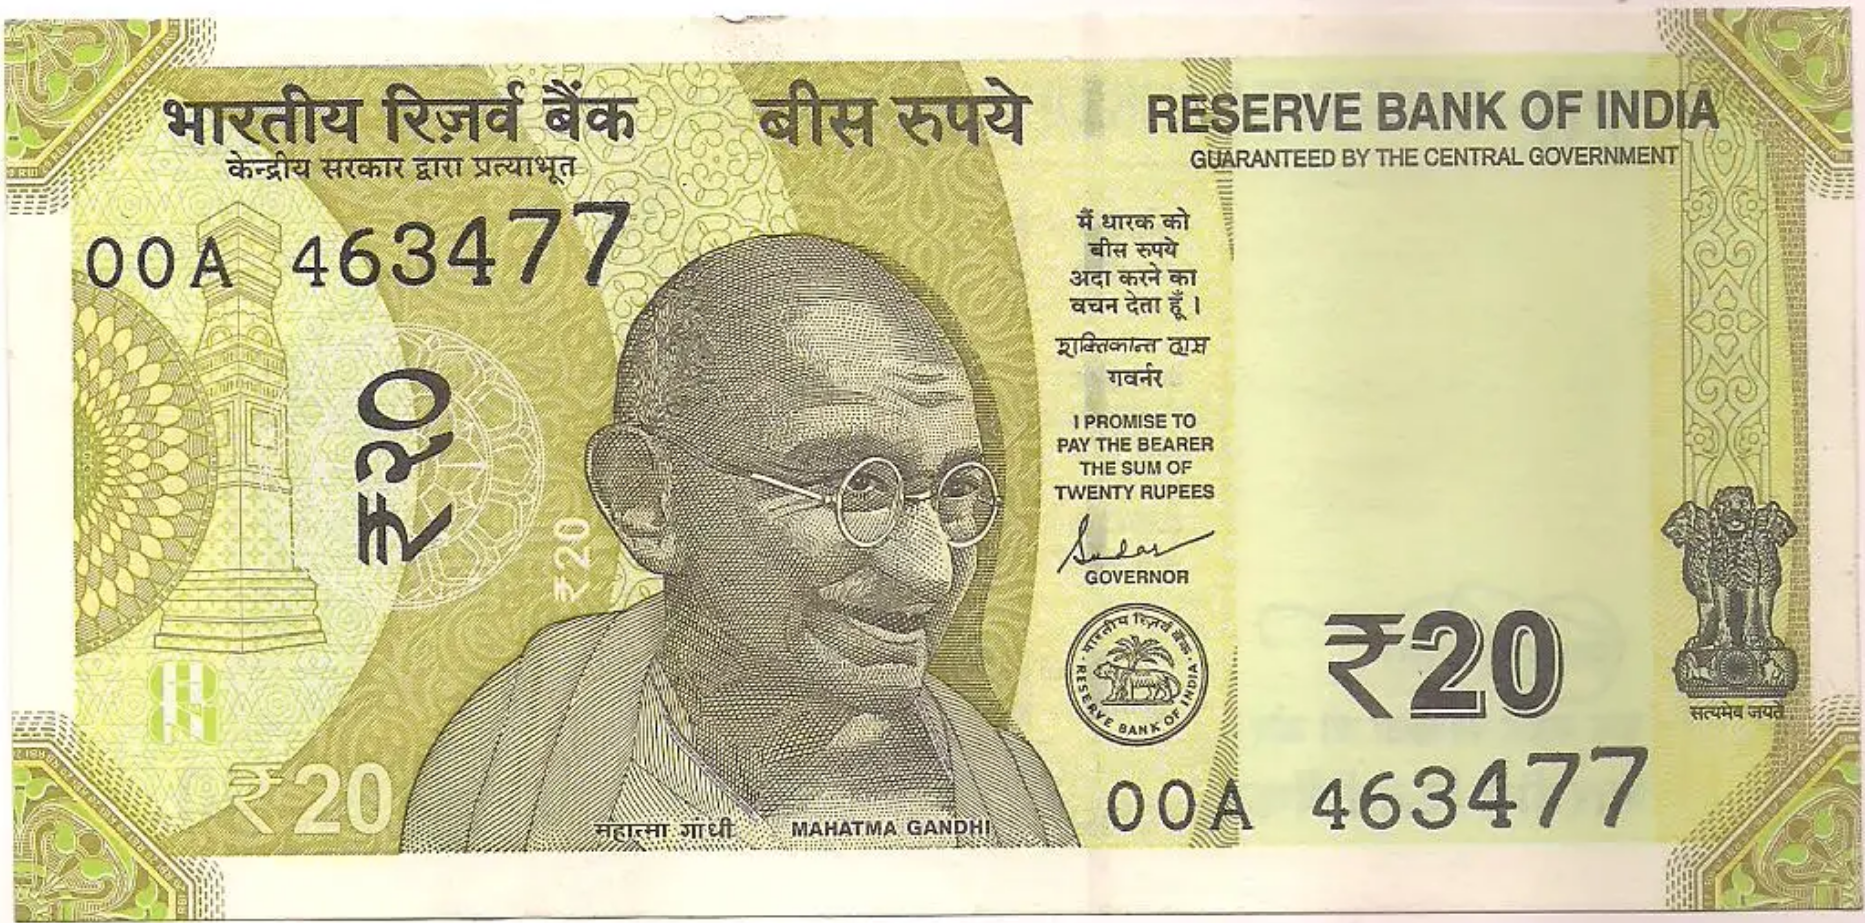 भारतीय रिज़र्व बैंक
केन्द्रीय सरकार द्वारा प्रत्याभूत
बीस रुपये
RESERVE BANK OF INDIA
GUARANTEED BY THE CENTRAL GOVERNMENT
00A 463477
₹२०
₹20
मैं धारक को
बीस रुपये
अदा करने का
वचन देता हूँ ।
शक्तिकान्त दास
गवर्नर
I PROMISE TO
PAY THE BEARER
THE SUM OF
TWENTY RUPEES
GOVERNOR
भारतीय रिज़र्व बैंक
RESERVE BANK OF INDIA
₹20
सत्यमेव जयते
₹20
महात्मा गांधी
MAHATMA GANDHI
00A 463477